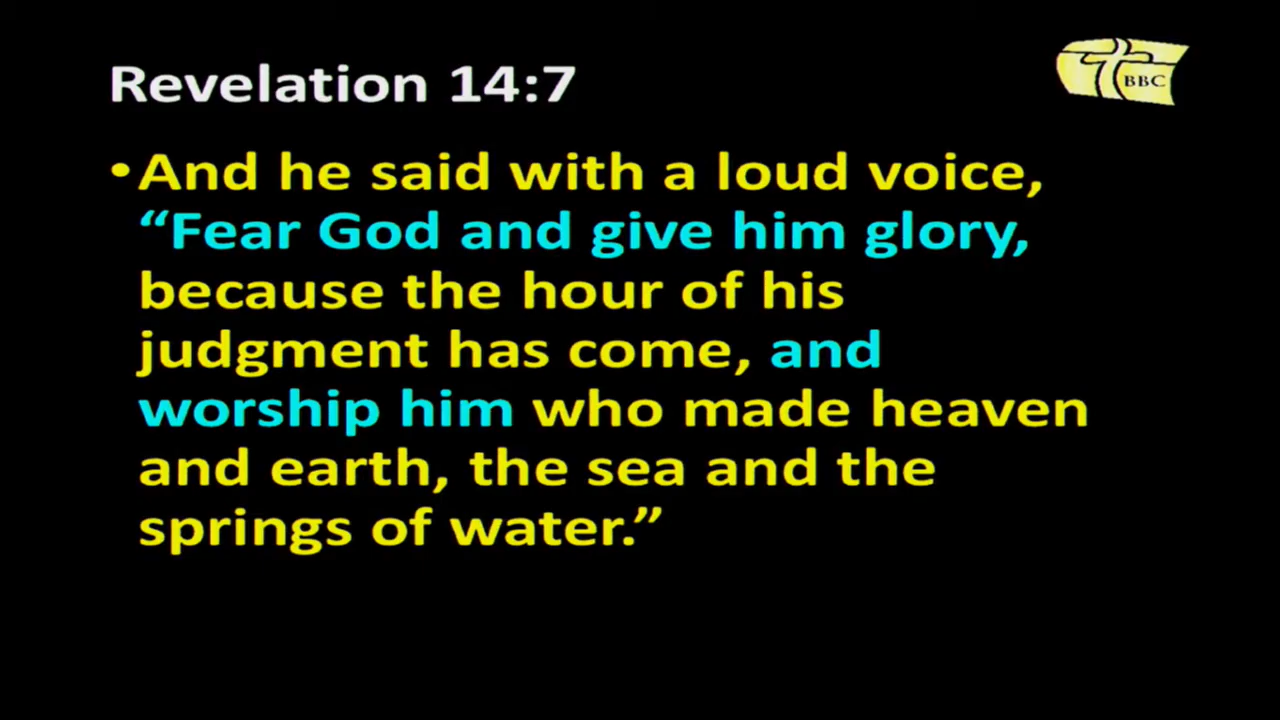 Revelation 14:7
BBC
•And he said with a loud voice,
“Fear God and give him glory,
because the hour of his
judgment has come, and
worship him who made heaven
and earth, the sea and the
springs of water.”